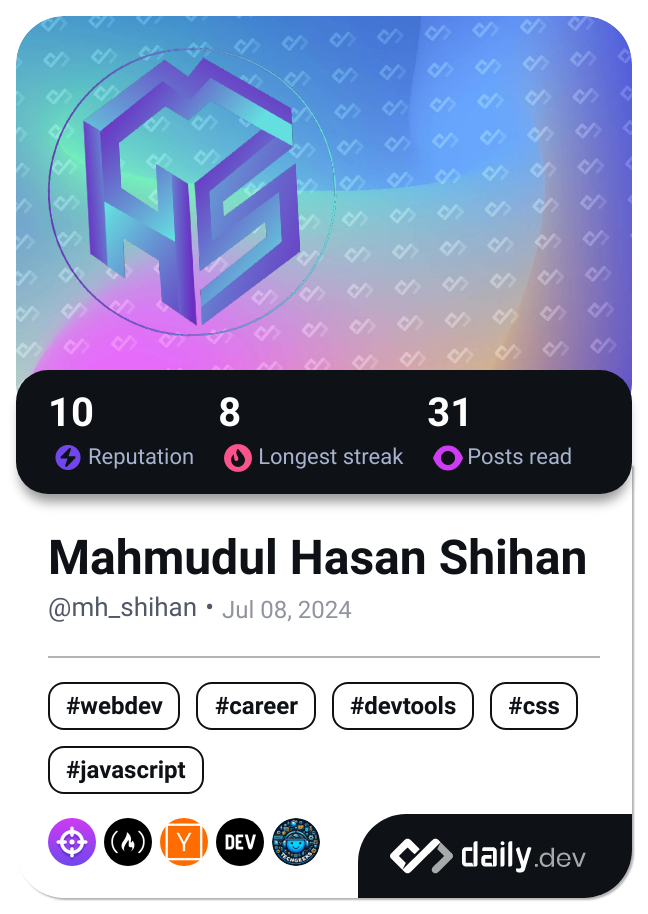 10 8 31
Reputation Longest streak Posts read
Mahmudul Hasan Shihan
@mh_shihan • Jul 08, 2024
#webdev #career #devtools #css
#javascript
Y DEV TECHGEEKS
daily.dev